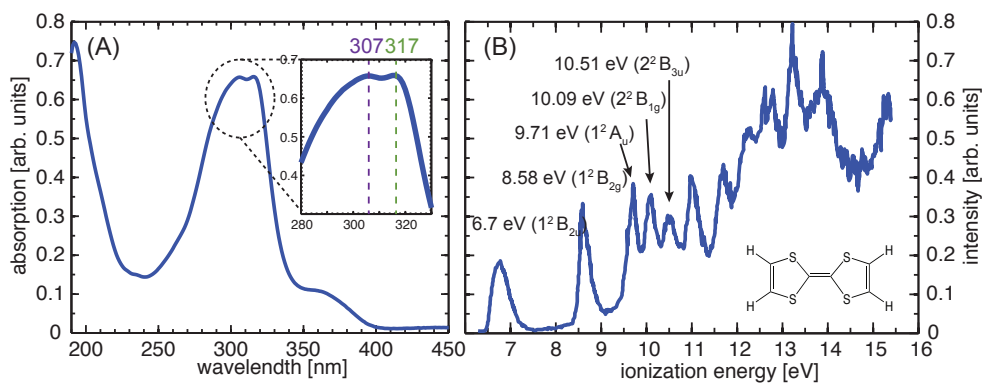 (A)
absorption [arb. units]
0.8
0.7
0.6
0.5
0.4
0.3
0.2
0.1
0
190
250
300
350
400
450
wavelength [nm]
307 317
0.7
0.6
0.5
0.4
280
300
320
(B)
10.51 eV (2²B₃ᵤ)
10.09 eV (2²B₁g)
9.71 eV (1²Aᵤ)
8.58 eV (1²B₂g)
6.7 eV (1²B₂ᵤ)
H
S
S
H
H
S
S
H
6
7
8
9
10
11
12
13
14
15
16
ionization energy [eV]
0.8
0.7
0.6
0.5
0.4
0.3
0.2
0.1
0
intensity [arb. units]